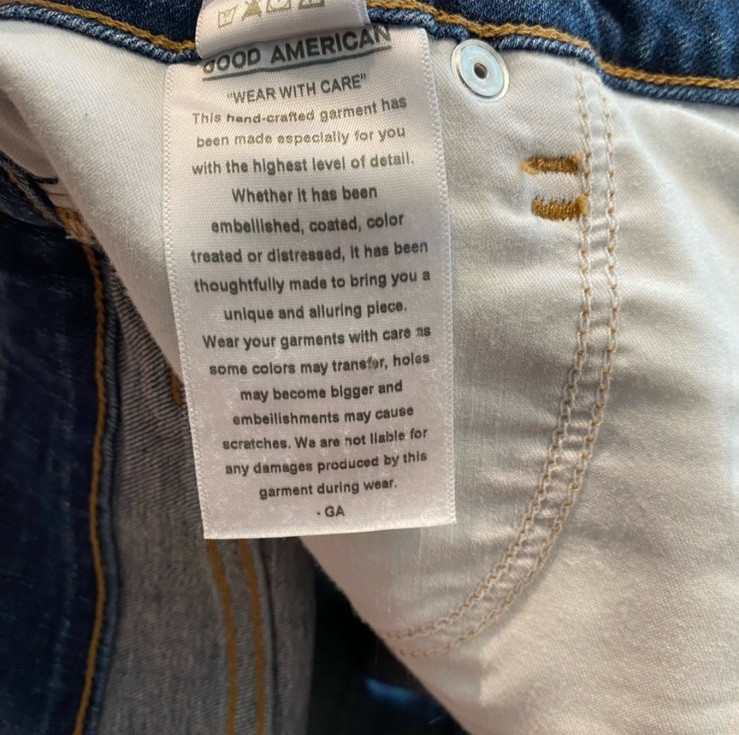 GOOD AMERICAN
"WEAR WITH CARE"
This hand-crafted garment has
been made especially for you
with the highest level of detail.
Whether it has been
embellished, coated, color
treated or distressed, it has been
thoughtfully made to bring you a
unique and alluring piece.
Wear your garments with care as
some colors may transfer, holes
may become bigger and
embellishments may cause
scratches. We are not liable for
any damages produced by this
garment during wear.
- GA